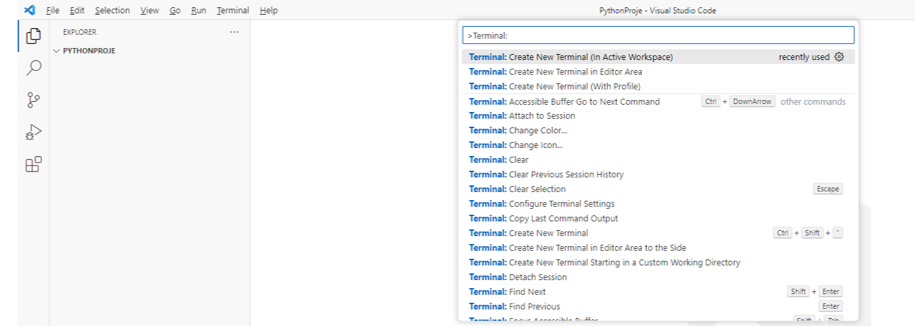 File Edit Selection View Go Run Terminal Help PythonProje - Visual Studio Code
EXPLORER ...
PYTHONPROJE
>Terminal:
Terminal: Create New Terminal (In Active Workspace) recently used
Terminal: Create New Terminal in Editor Area
Terminal: Create New Terminal (With Profile)
Terminal: Accessible Buffer Go to Next Command Ctrl + DownArrow other commands
Terminal: Attach to Session
Terminal: Change Color...
Terminal: Change Icon...
Terminal: Clear
Terminal: Clear Previous Session History
Terminal: Clear Selection Escape
Terminal: Configure Terminal Settings
Terminal: Copy Last Command Output
Terminal: Create New Terminal Ctrl + Shift + "
Terminal: Create New Terminal in Editor Area to the Side
Terminal: Create New Terminal Starting in a Custom Working Directory
Terminal: Detach Session
Terminal: Find Next Shift + Enter
Terminal: Find Previous Enter
Terminal: Focus Accessible Buffer Shift + Tab